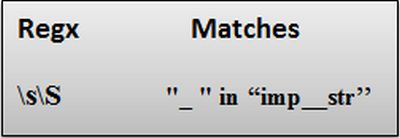 Regx Matches
\s\S "_ " in “imp__str’’